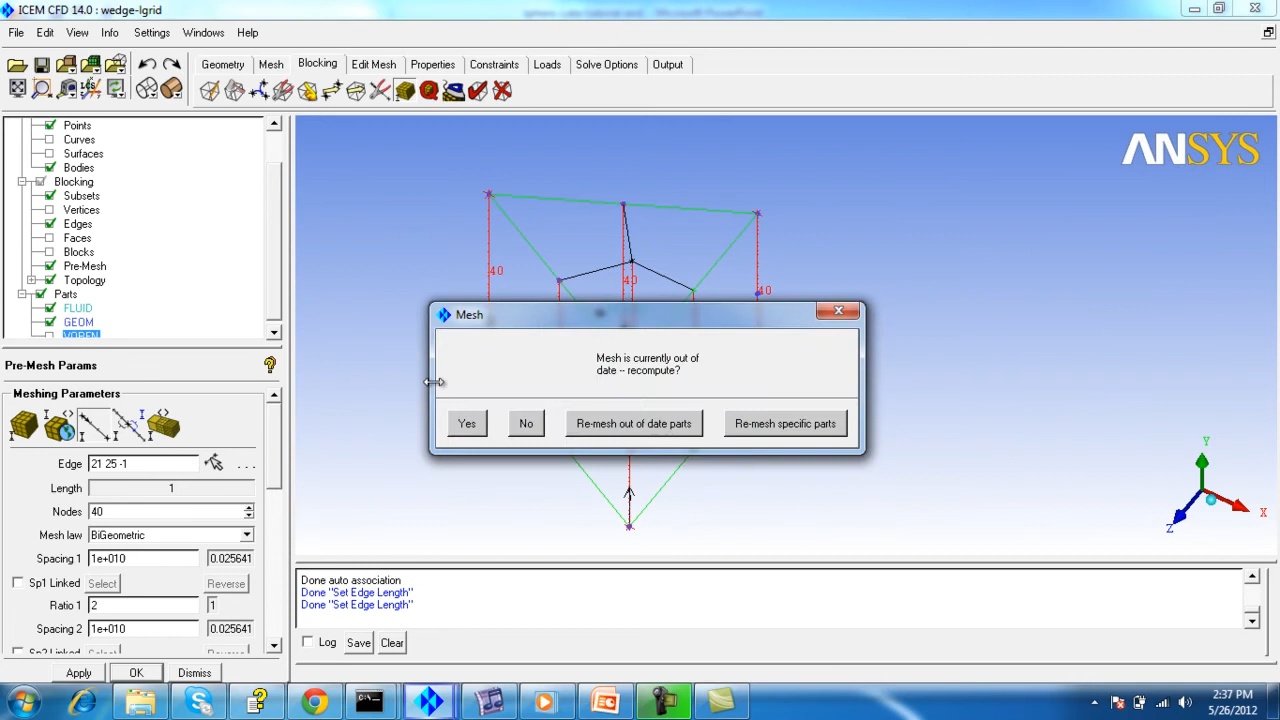 ICEM CFD 14.0 : wedge-lgrid
File Edit View Info Settings Windows Help
Geometry Mesh Blocking Edit Mesh Properties Constraints Loads Solve Options Output
Points
Curves
Surfaces
Bodies
Blocking
Subsets
Vertices
Edges
Faces
Blocks
Pre-Mesh
Topology
Parts
FLUID
GEOM
VORFN
Pre-Mesh Params
Meshing Parameters
Edge 21 25 -1 ...
Length 1
Nodes 40
Mesh law BiGeometric
Spacing 1 1e+010 0.025641
Sp1 Linked Select Reverse
Ratio 1 2 1
Spacing 2 1e+010 0.025641
Sp2 Linked Select Reverse
Apply OK Dismiss
ANSYS
40
40
40
Mesh
Mesh is currently out of
date -- recompute?
Yes No Re-mesh out of date parts Re-mesh specific parts
Y
X
Z
Done auto association
Done "Set Edge Length"
Done "Set Edge Length"
Log Save Clear
2:37 PM
5/26/2012